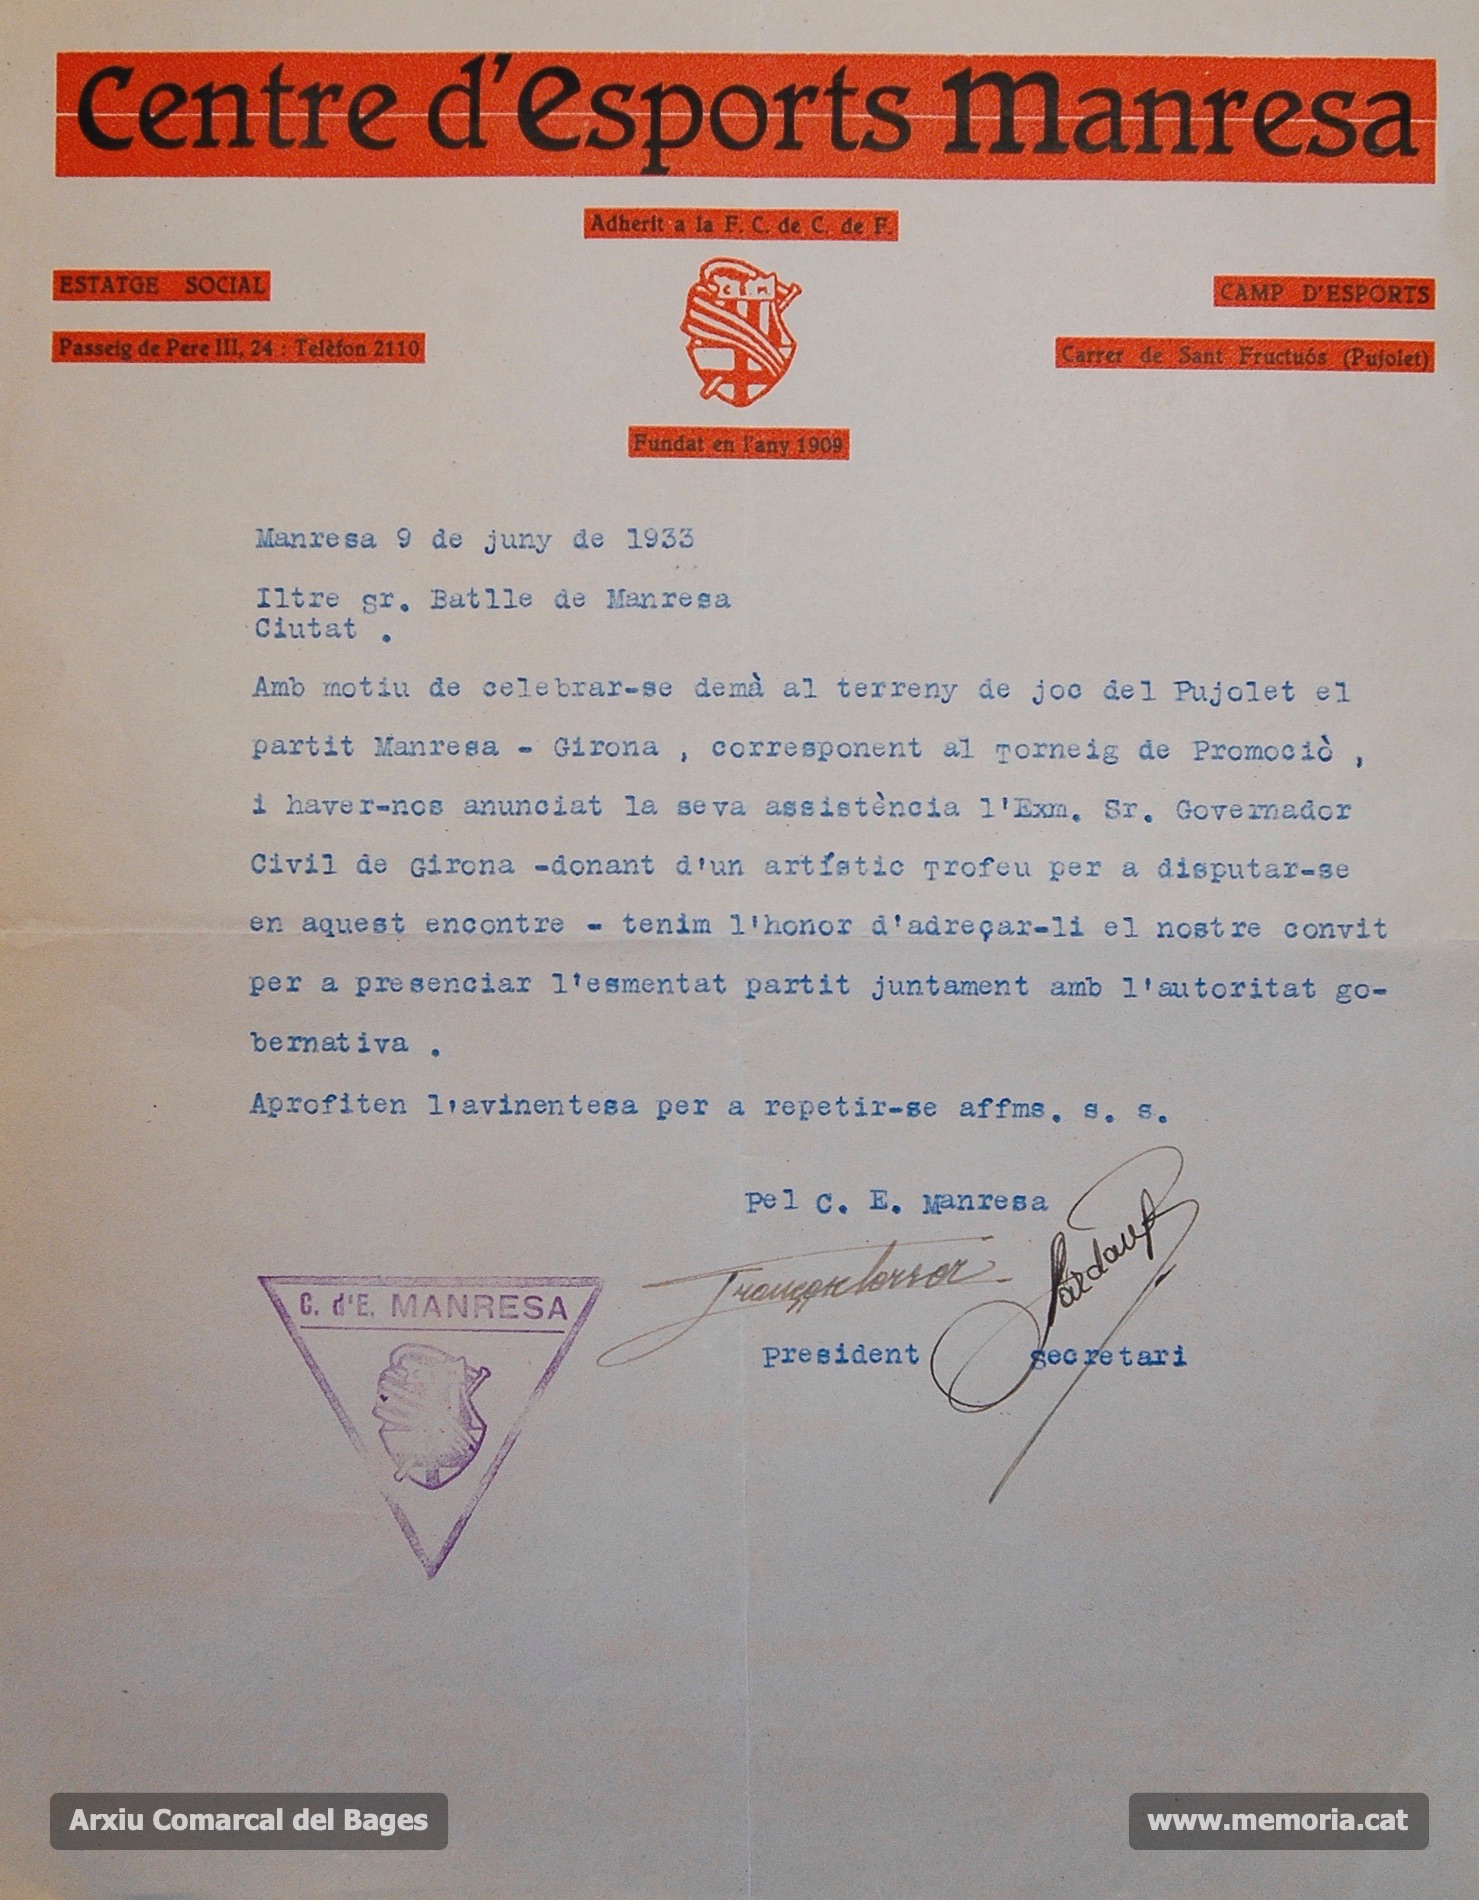 Centre d'Esports Manresa
Adherit a la F. C. de C. de F.
ESTATGE SOCIAL
Passeig de Pere III, 24 : Telèfon 2110
C. E. M.
CAMP D'ESPORTS
Carrer de Sant Fructuós (Pujolet)
Fundat en l'any 1909
Manresa 9 de juny de 1933
Iltre sr. Batlle de Manresa
Ciutat .
Amb motiu de celebrar-se demà al terreny de joc del Pujolet el
partit Manresa - Girona , corresponent al Torneig de Promociò ,
i haver-nos anunciat la seva assistència l'Exm. Sr. Governador
Civil de Girona -donant d'un artístic Trofeu per a disputar-se
en aquest encontre - tenim l'honor d'adreçar-li el nostre convit
per a presenciar l'esmentat partit juntament amb l'autoritat go-
bernativa .
Aprofiten l'avinentesa per a repetir-se affms. s. s.
Pel C. E. Manresa
President
secretari
C. d'E. MANRESA
Arxiu Comarcal del Bages
www.memoria.cat